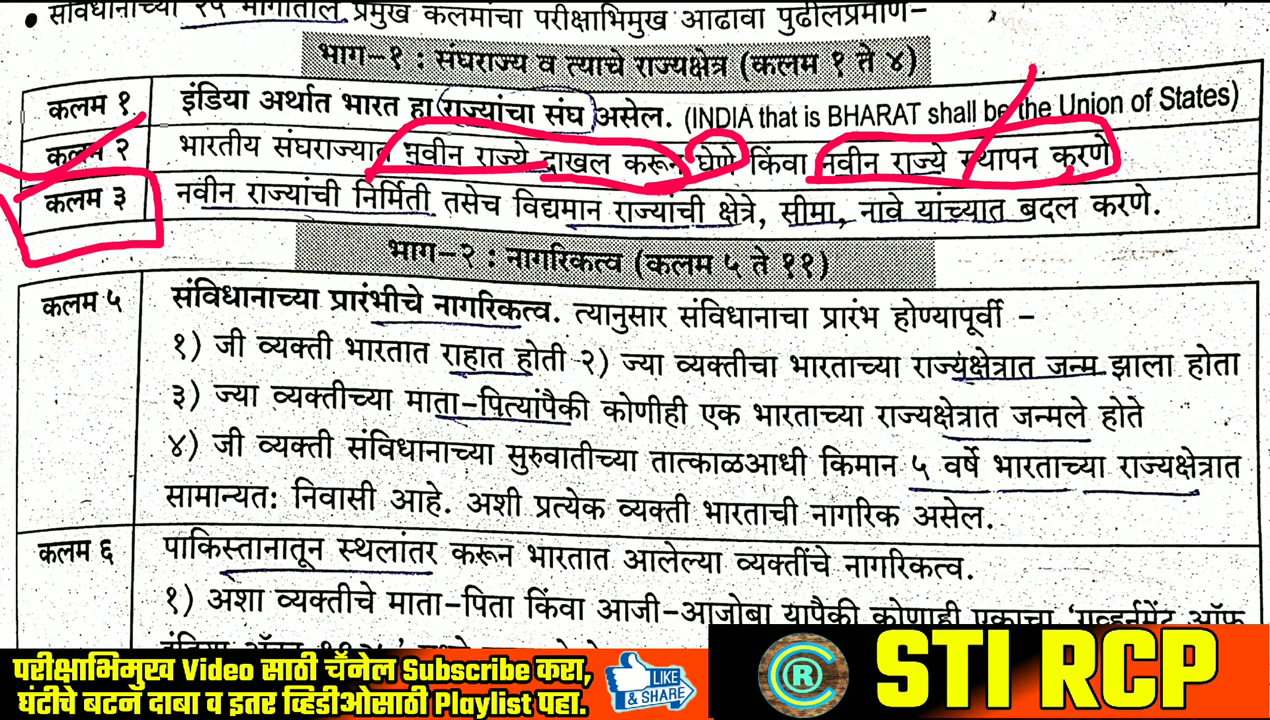 • संविधानाच्या २५ भागांतील प्रमुख कलमांचा परीक्षाभिमुख आढावा पुढीलप्रमाणे–
भाग–१ : संघराज्य व त्याचे राज्यक्षेत्र (कलम १ ते ४)
कलम १ इंडिया अर्थात भारत हा राज्यांचा संघ असेल. (INDIA that is BHARAT shall be the Union of States)
कलम २ भारतीय संघराज्यात नवीन राज्ये दाखल करून घेणे किंवा नवीन राज्ये स्थापन करणे
कलम ३ नवीन राज्यांची निर्मिती तसेच विद्यमान राज्यांची क्षेत्रे, सीमा, नावे यांच्यात बदल करणे.
भाग–२ : नागरिकत्व (कलम ५ ते ११)
कलम ५ संविधानाच्या प्रारंभीचे नागरिकत्व. त्यानुसार संविधानाचा प्रारंभ होण्यापूर्वी –
१) जी व्यक्ती भारतात राहात होती २) ज्या व्यक्तीचा भारताच्या राज्यक्षेत्रात जन्म झाला होता
३) ज्या व्यक्तीच्या माता–पित्यांपैकी कोणीही एक भारताच्या राज्यक्षेत्रात जन्मले होते
४) जी व्यक्ती संविधानाच्या सुरुवातीच्या तात्काळआधी किमान ५ वर्षे भारताच्या राज्यक्षेत्रात
सामान्यत: निवासी आहे. अशी प्रत्येक व्यक्ती भारताची नागरिक असेल.
कलम ६ पाकिस्तानातून स्थलांतर करून भारतात आलेल्या व्यक्तींचे नागरिकत्व.
१) अशा व्यक्तीचे माता–पिता किंवा आजी–आजोबा यापैकी कोणाही एकाचा 'गव्हर्नमेंट ऑफ
परीक्षाभिमुख Video साठी चॅनेल Subscribe करा,
घंटीचे बटन दाबा व इतर व्हिडीओसाठी Playlist पहा.
LIKE
& SHARE
CR
STI RCP